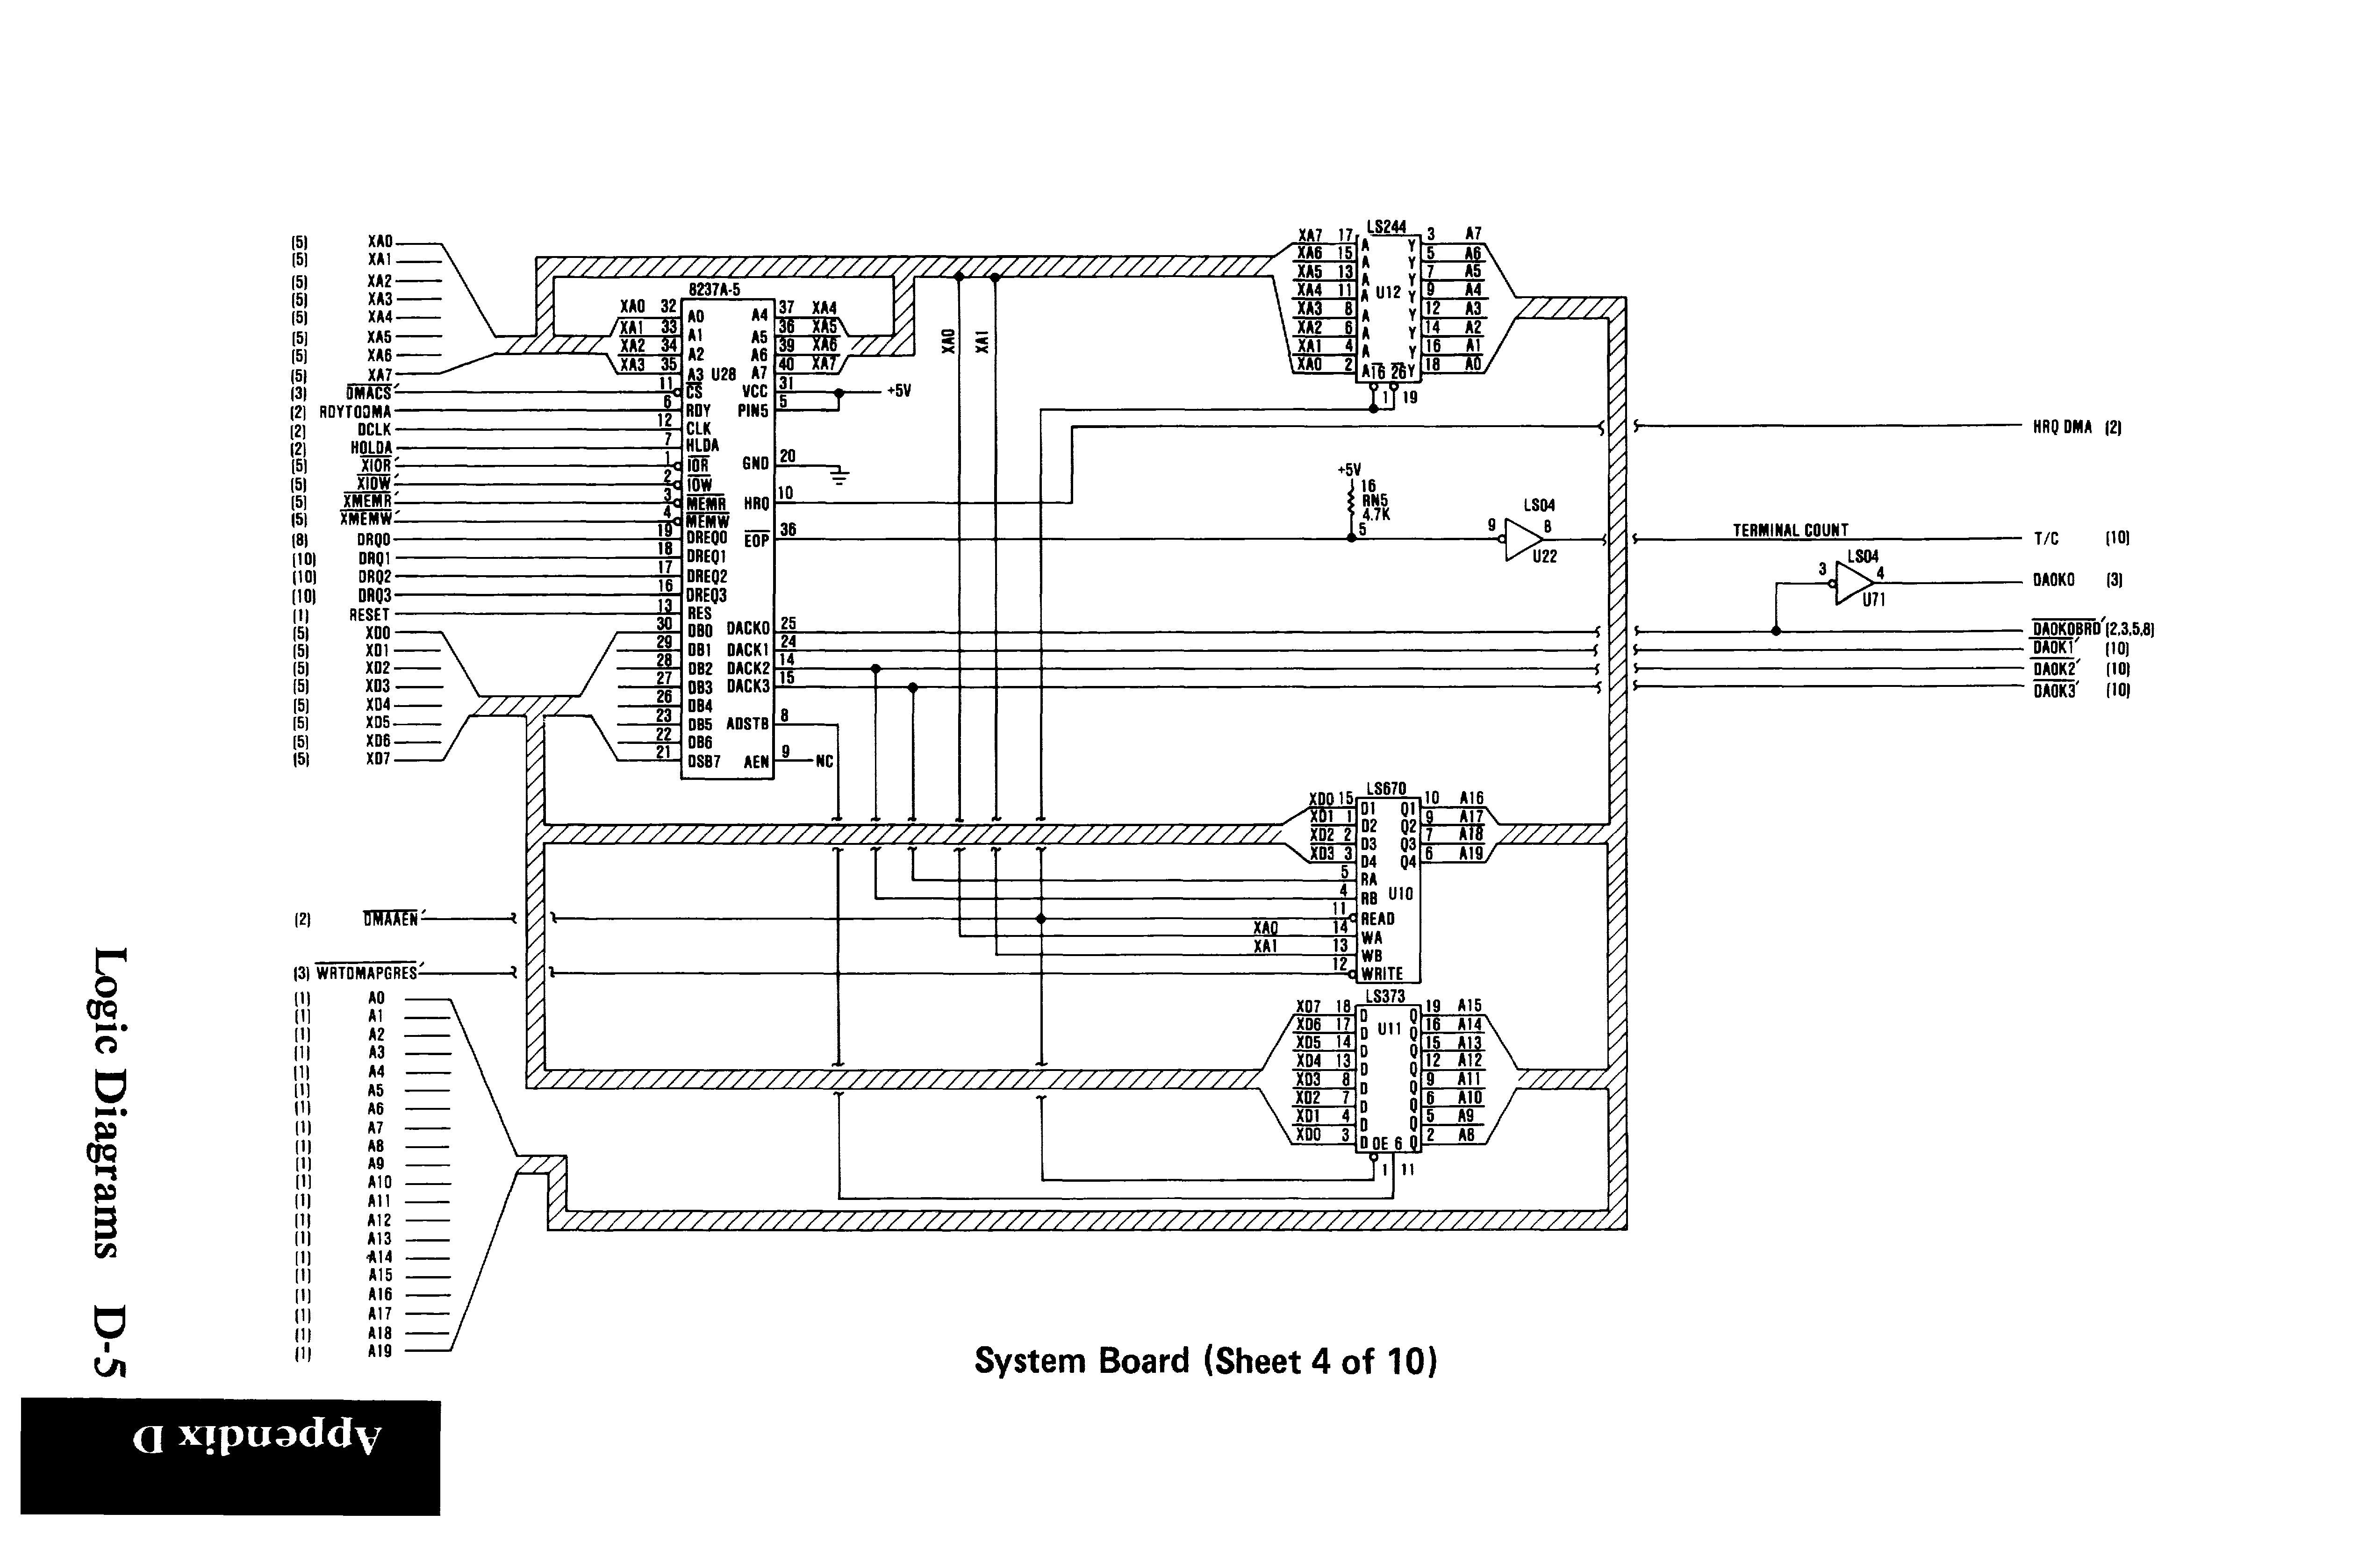 (5) XA0
(5) XA1
(5) XA2
(5) XA3
(5) XA4
(5) XA5
(5) XA6
(5) XA7
(3) DMACS′
(2) RDYTODMA
(2) DCLK
(2) HOLDA
(5) XIOR′
(5) XIOW′
(5) XMEMR′
(5) XMEMW′
(8) DRQ0
(10) DRQ1
(10) DRQ2
(10) DRQ3
(1) RESET
(5) XD0
(5) XD1
(5) XD2
(5) XD3
(5) XD4
(5) XD5
(5) XD6
(5) XD7
(2) DMAAEN′
(3) WRTDMAPGRES′
(1) A0
(1) A1
(1) A2
(1) A3
(1) A4
(1) A5
(1) A6
(1) A7
(1) A8
(1) A9
(1) A10
(1) A11
(1) A12
(1) A13
(1) A14
(1) A15
(1) A16
(1) A17
(1) A18
(1) A19
8237A-5
U28
XA0 32 A0
XA1 33 A1
XA2 34 A2
XA3 35 A3
11 CS
6 RDY
12 CLK
7 HLDA
1 IOR
2 IOW
3 MEMR
4 MEMW
19 DREQ0
18 DREQ1
17 DREQ2
16 DREQ3
13 RES
30 DB0
29 DB1
28 DB2
27 DB3
26 DB4
23 DB5
22 DB6
21 DSB7
A4 37 XA4
A5 36 XA5
A6 39 XA6
A7 40 XA7
VCC 31 +5V
PIN5 5
GND 20
HRQ 10
EOP 36
DACK0 25
DACK1 24
DACK2 14
DACK3 15
ADSTB 8
AEN 9 NC
XA0
XA1
LS244
U12
XA7 17 A Y 3 A7
XA6 15 A Y 5 A6
XA5 13 A Y 7 A5
XA4 11 A Y 9 A4
XA3 8 A Y 12 A3
XA2 6 A Y 14 A2
XA1 4 A Y 16 A1
XA0 2 A 1G 2G Y 18 A0
1 19
+5V
16
RN5
4.7K
5
LS04
9 8
U22
LS670
U10
XD0 15 D1 Q1 10 A16
XD1 1 D2 Q2 9 A17
XD2 2 D3 Q3 7 A18
XD3 3 D4 Q4 6 A19
5 RA
4 RB
11 READ
XA0 14 WA
XA1 13 WB
12 WRITE
LS373
U11
XD7 18 D Q 19 A15
XD6 17 D Q 16 A14
XD5 14 D Q 15 A13
XD4 13 D Q 12 A12
XD3 8 D Q 9 A11
XD2 7 D Q 6 A10
XD1 4 D Q 5 A9
XD0 3 D OE G Q 2 A8
1 11
HRQ DMA (2)
TERMINAL COUNT T/C (10)
LS04
3 4
U71
DAOK0 (3)
DAOK0BRD′ (2,3,5,8)
DAOK1′ (10)
DAOK2′ (10)
DAOK3′ (10)
System Board (Sheet 4 of 10)
Logic Diagrams D-5
Appendix D